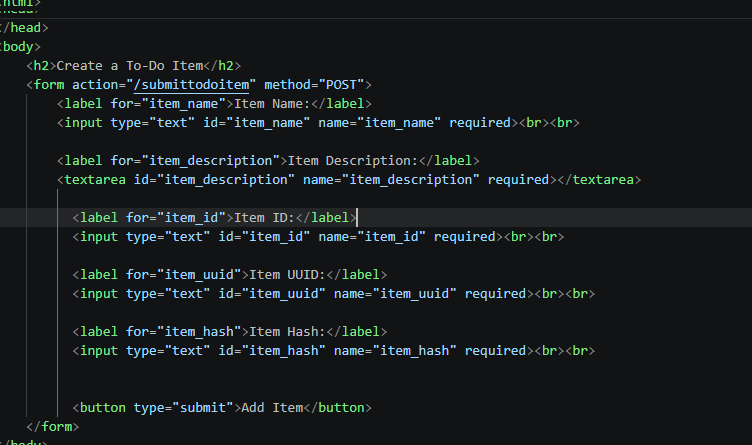 <html>
<head>
</head>
<body>
<h2>Create a To-Do Item</h2>
<form action="/submittodoitem" method="POST">
<label for="item_name">Item Name:</label>
<input type="text" id="item_name" name="item_name" required><br><br>
<label for="item_description">Item Description:</label>
<textarea id="item_description" name="item_description" required></textarea>
<label for="item_id">Item ID:</label>
<input type="text" id="item_id" name="item_id" required><br><br>
<label for="item_uuid">Item UUID:</label>
<input type="text" id="item_uuid" name="item_uuid" required><br><br>
<label for="item_hash">Item Hash:</label>
<input type="text" id="item_hash" name="item_hash" required><br><br>
<button type="submit">Add Item</button>
</form>
</body>